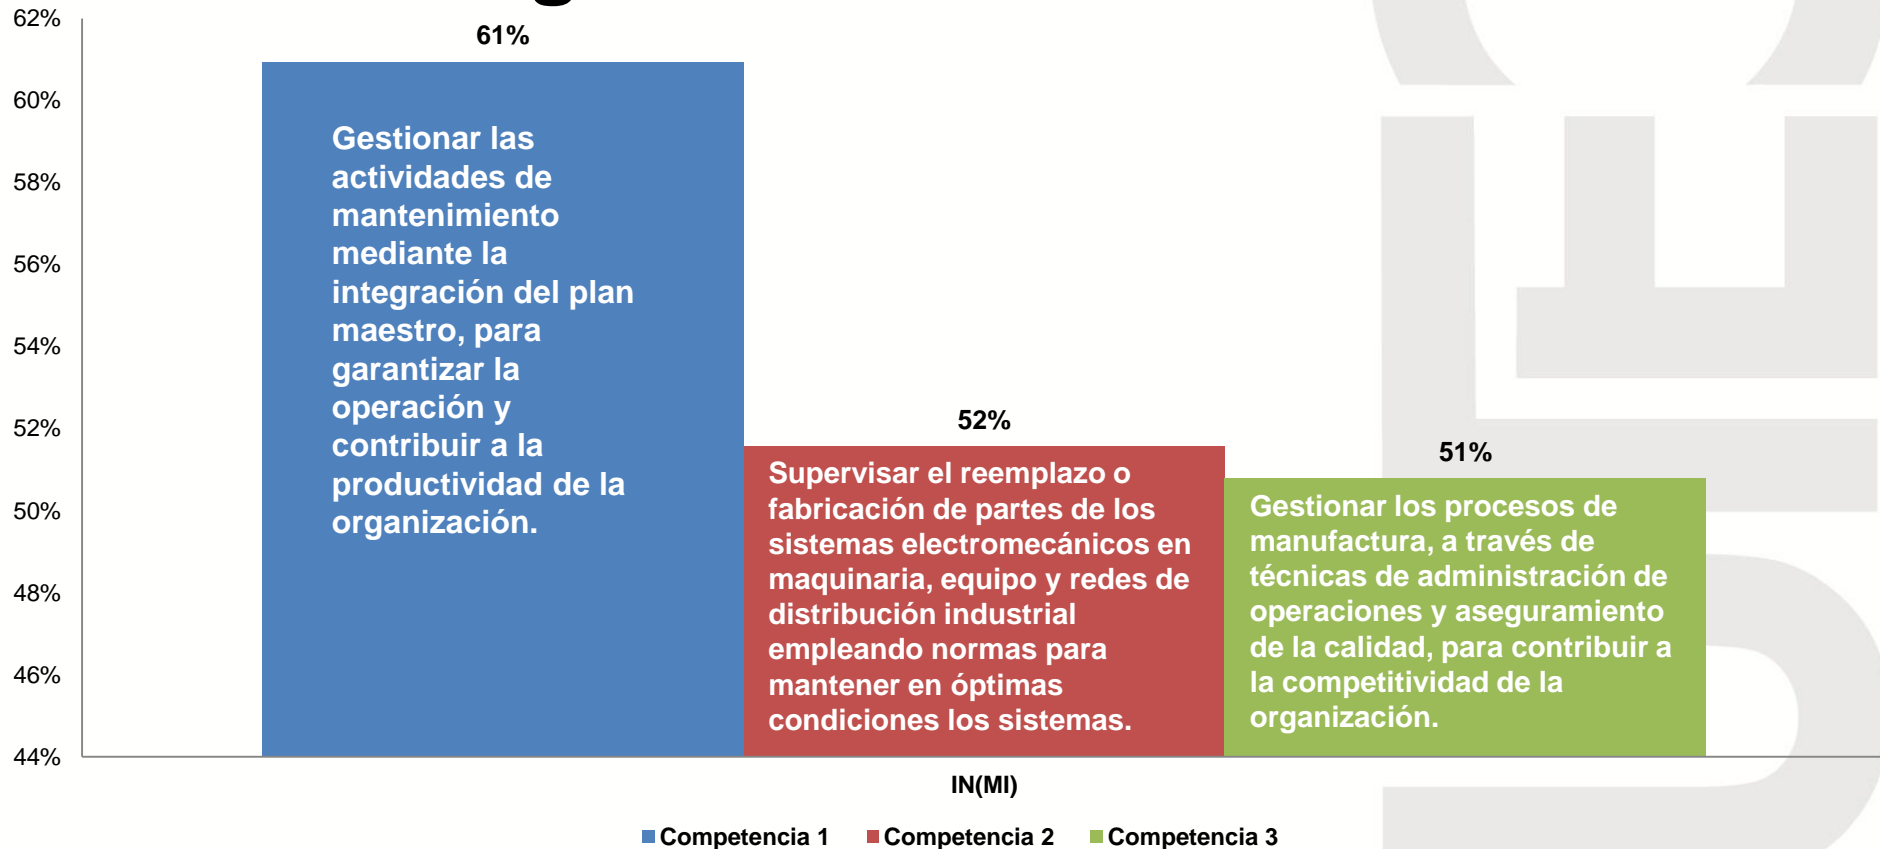 62%
60%
58%
56%
54%
52%
50%
48%
46%
44%
61%
Gestionar las
actividades de
mantenimiento
mediante la
integración del plan
maestro, para
garantizar la
operación y
contribuir a la
productividad de la
organización.
52%
Supervisar el reemplazo o
fabricación de partes de los
sistemas electromecánicos en
maquinaria, equipo y redes de
distribución industrial
empleando normas para
mantener en óptimas
condiciones los sistemas.
51%
Gestionar los procesos de
manufactura, a través de
técnicas de administración de
operaciones y aseguramiento
de la calidad, para contribuir a
la competitividad de la
organización.
IN(MI)
Competencia 1 Competencia 2 Competencia 3